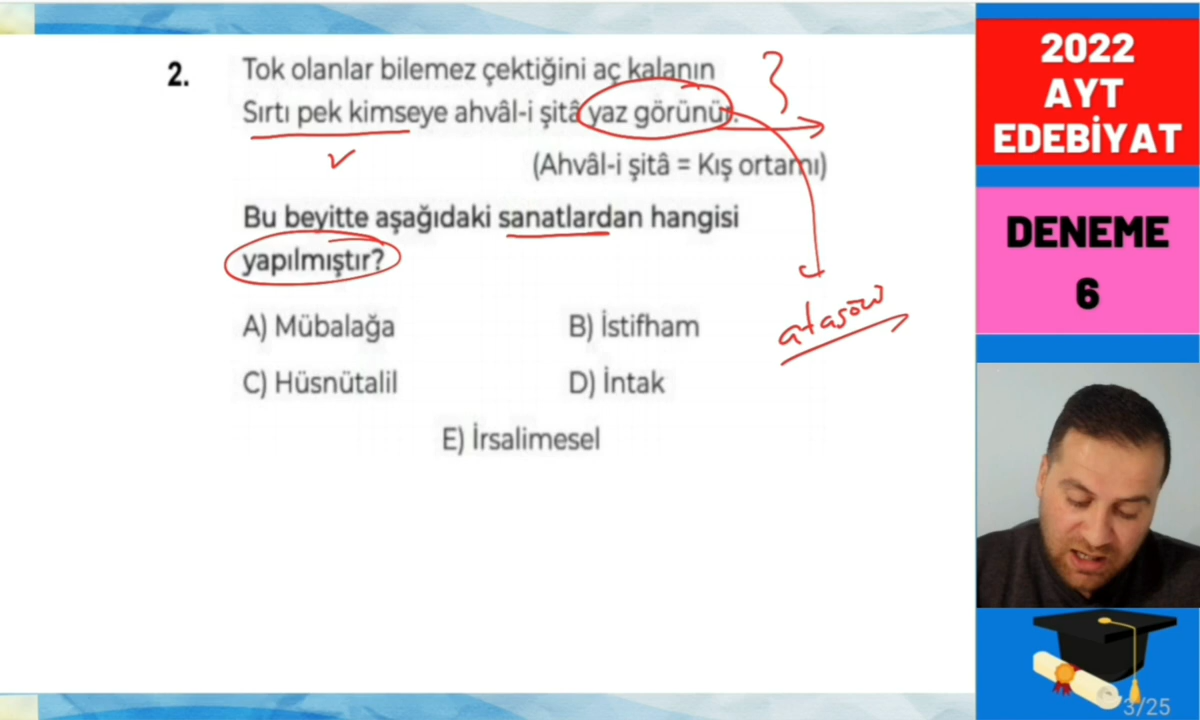 2. Tok olanlar bilemez çektiğini aç kalanın
Sırtı pek kimseye ahvâl-i şitâ yaz görünür.
(Ahvâl-i şitâ = Kış ortamı)
Bu beyitte aşağıdaki sanatlardan hangisi
yapılmıştır?
A) Mübalağa
B) İstifham
C) Hüsnütalil
D) İntak
E) İrsalimesel
atasözü
2022
AYT
EDEBİYAT
DENEME
6
3/25